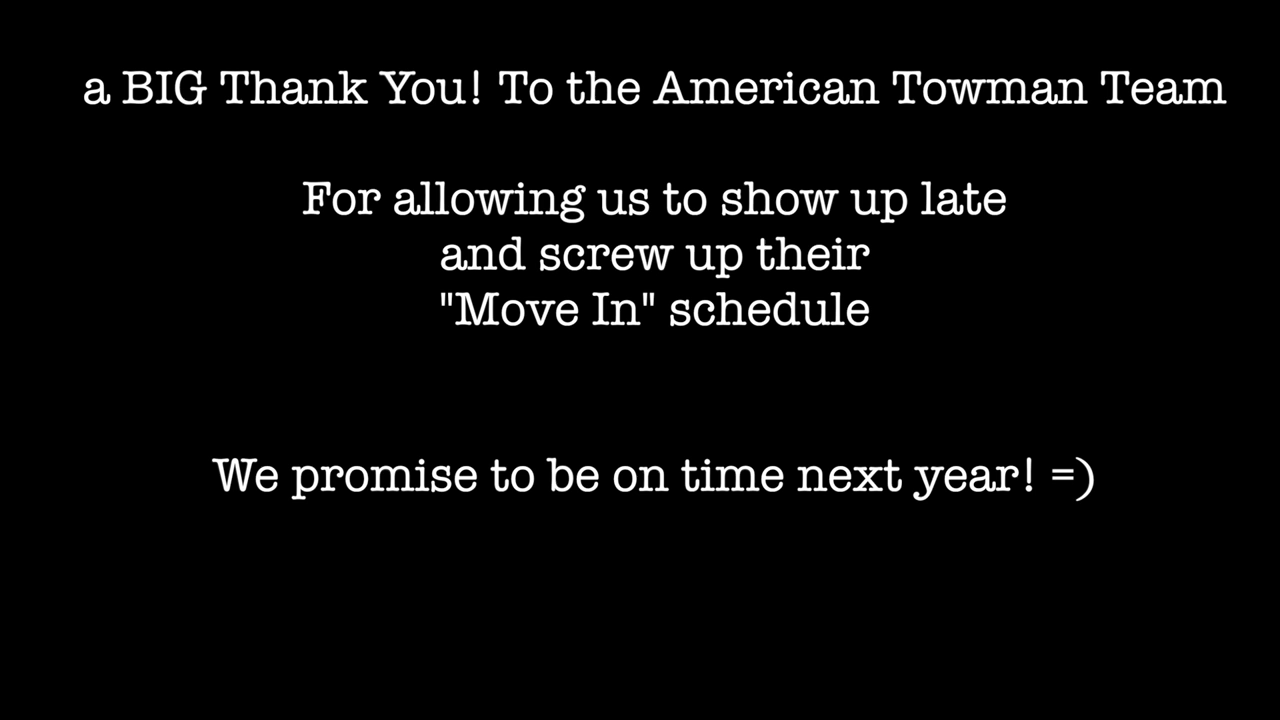 a BIG Thank You! To the American Towman Team
For allowing us to show up late
and screw up their
"Move In" schedule
We promise to be on time next year! =)